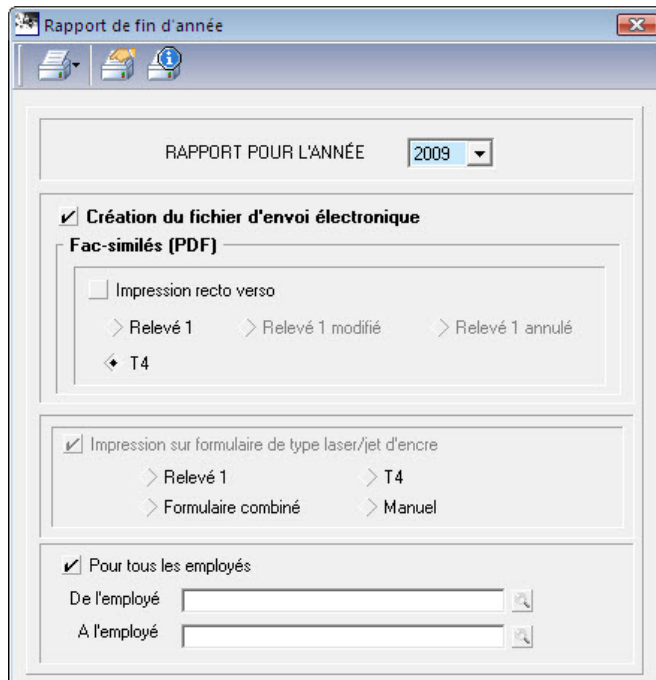 Rapport de fin d'année
RAPPORT POUR L'ANNÉE 2009
Création du fichier d'envoi électronique
Fac-similés (PDF)
Impression recto verso
Relevé 1 Relevé 1 modifié Relevé 1 annulé
T4
Impression sur formulaire de type laser/jet d'encre
Relevé 1 T4
Formulaire combiné Manuel
Pour tous les employés
De l'employé
A l'employé